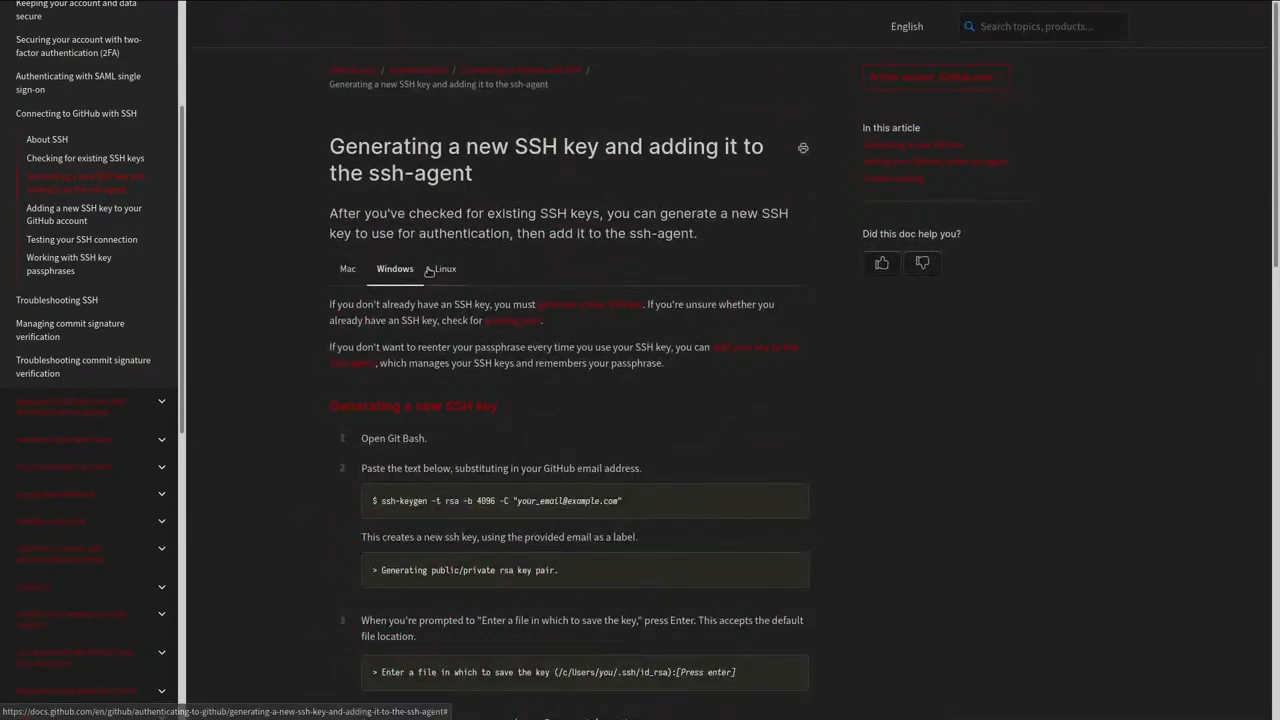 Keeping your account and data
secure
Securing your account with two-
factor authentication (2FA)
Authenticating with SAML single
sign-on
Connecting to GitHub with SSH
About SSH
Checking for existing SSH keys
Generating a new SSH key and
adding it to the ssh-agent
Adding a new SSH key to your
GitHub account
Testing your SSH connection
Working with SSH key
passphrases
Troubleshooting SSH
Managing commit signature
verification
Troubleshooting commit signature
verification
English
Search topics, products...
/ / /
Generating a new SSH key and adding it to the ssh-agent
Generating a new SSH key and adding it to
the ssh-agent
After you've checked for existing SSH keys, you can generate a new SSH
key to use for authentication, then add it to the ssh-agent.
Mac Windows Linux
If you don't already have an SSH key, you must generate a new SSH key. If you're unsure whether you
already have an SSH key, check for existing keys.
If you don't want to reenter your passphrase every time you use your SSH key, you can add your key to the
SSH agent, which manages your SSH keys and remembers your passphrase.
Generating a new SSH key
1 Open Git Bash.
2 Paste the text below, substituting in your GitHub email address.
$ ssh-keygen -t rsa -b 4096 -C "your_email@example.com"
This creates a new ssh key, using the provided email as a label.
> Generating public/private rsa key pair.
3 When you're prompted to "Enter a file in which to save the key," press Enter. This accepts the default
file location.
> Enter a file in which to save the key (/c/Users/you/.ssh/id_rsa):[Press enter]
Article version: GitHub.com
In this article
Generating a new SSH key
Adding your SSH key to the ssh-agent
Further reading
Did this doc help you?
https://docs.github.com/en/github/authenticating-to-github/generating-a-new-ssh-key-and-adding-it-to-the-ssh-agent#